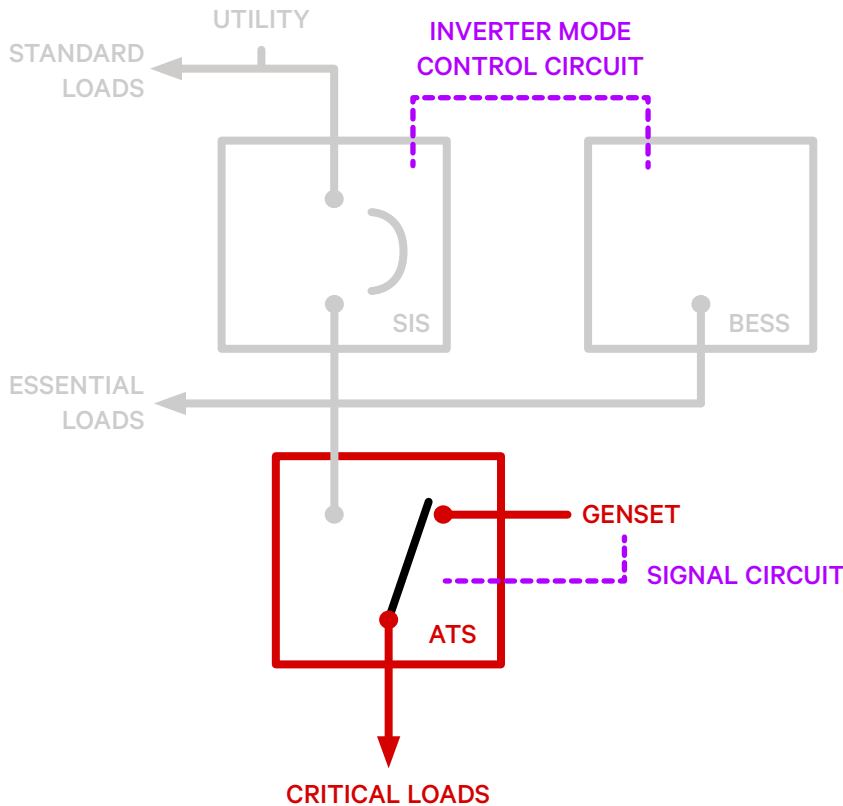 UTILITY
INVERTER MODE
CONTROL CIRCUIT
STANDARD
LOADS
SIS
BESS
ESSENTIAL
LOADS
GENSET
SIGNAL CIRCUIT
ATS
CRITICAL LOADS